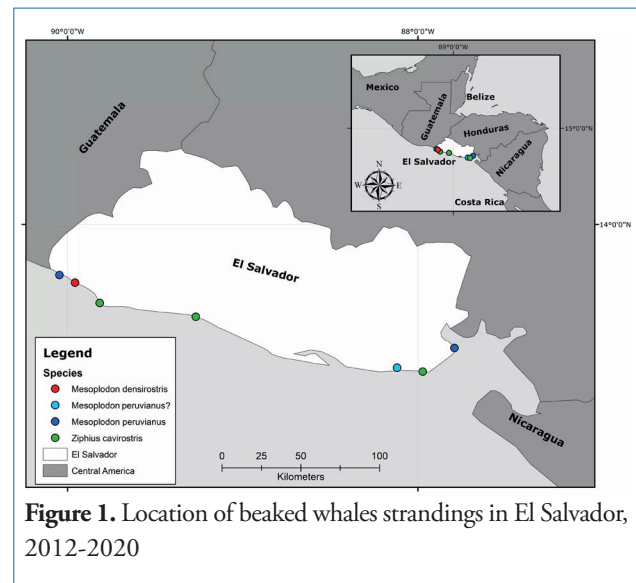 90°0'0"W
88°0'0"W
89°0'0"W
Mexico
Guatemala
Belize
15°0'0"N
Honduras
Nicaragua
El Salvador
Costa Rica
N
W
E
S
Guatemala
14°0'0"N
El Salvador
Nicaragua
Legend
Species
Mesoplodon densirostris
Mesoplodon peruvianus?
Mesoplodon peruvianus
Ziphius cavirostris
El Salvador
Central America
0 25 50 100
Kilometers
Figure 1. Location of beaked whales strandings in El Salvador,
2012-2020